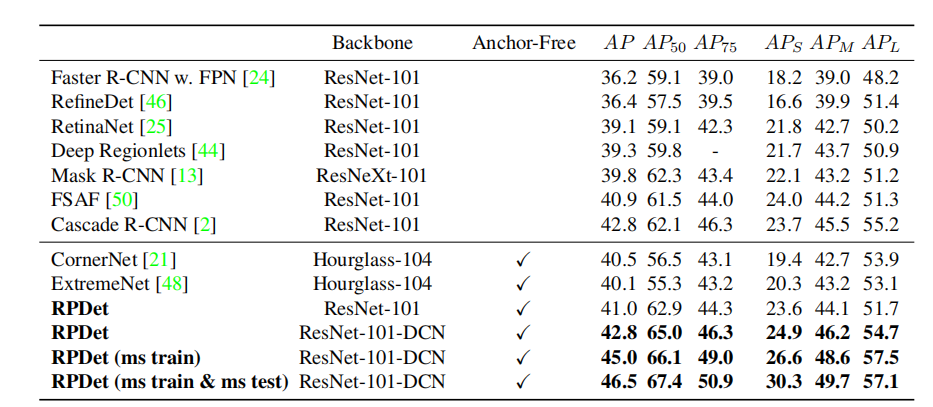 Backbone Anchor-Free AP AP50 AP75 APS APM APL
Faster R-CNN w. FPN [24] ResNet-101 36.2 59.1 39.0 18.2 39.0 48.2
RefineDet [46] ResNet-101 36.4 57.5 39.5 16.6 39.9 51.4
RetinaNet [25] ResNet-101 39.1 59.1 42.3 21.8 42.7 50.2
Deep Regionlets [44] ResNet-101 39.3 59.8 - 21.7 43.7 50.9
Mask R-CNN [13] ResNeXt-101 39.8 62.3 43.4 22.1 43.2 51.2
FSAF [50] ResNet-101 40.9 61.5 44.0 24.0 44.2 51.3
Cascade R-CNN [2] ResNet-101 42.8 62.1 46.3 23.7 45.5 55.2
CornerNet [21] Hourglass-104 ✓ 40.5 56.5 43.1 19.4 42.7 53.9
ExtremeNet [48] Hourglass-104 ✓ 40.1 55.3 43.2 20.3 43.2 53.1
RPDet ResNet-101 ✓ 41.0 62.9 44.3 23.6 44.1 51.7
RPDet ResNet-101-DCN ✓ 42.8 65.0 46.3 24.9 46.2 54.7
RPDet (ms train) ResNet-101-DCN ✓ 45.0 66.1 49.0 26.6 48.6 57.5
RPDet (ms train & ms test) ResNet-101-DCN ✓ 46.5 67.4 50.9 30.3 49.7 57.1